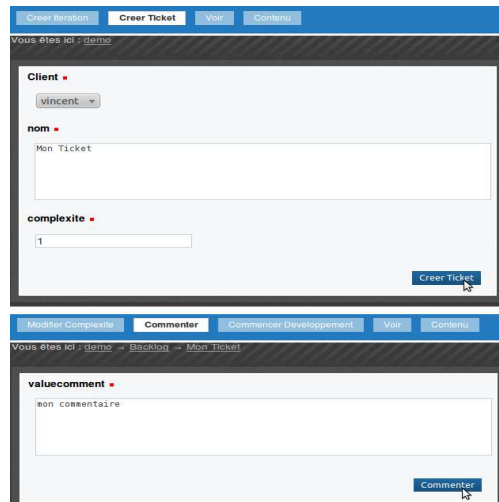 Creer Iteration Creer Ticket Voir Contenu
Vous êtes ici : demo
Client
vincent
nom
Mon Ticket
complexite
1
Creer Ticket
Modifier Complexite Commenter Commencer Developpement Voir Contenu
Vous êtes ici : demo → Backlog → Mon Ticket
valuecomment
mon commentaire
Commenter